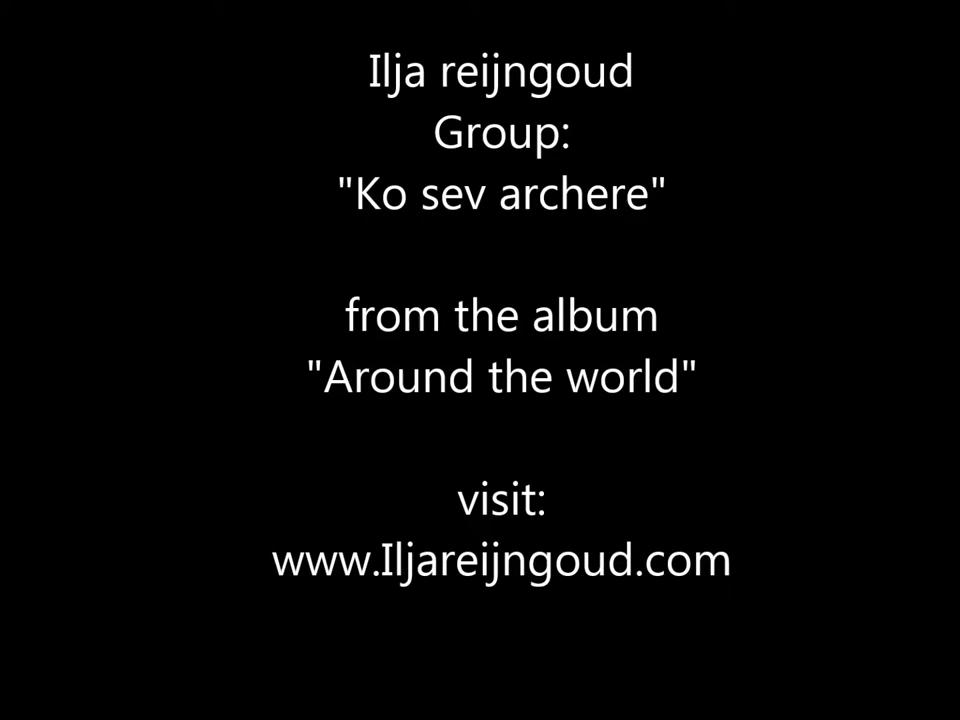 Ilja reijngoud
Group:
"Ko sev archere"
from the album
"Around the world"
visit:
www.Iljareijngoud.com